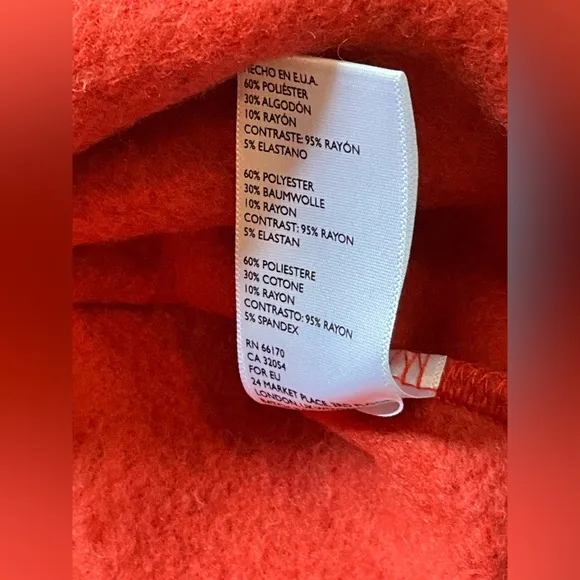 HECHO EN E.U.A.
60% POLIÉSTER
30% ALGODÓN
10% RAYÓN
CONTRASTE: 95% RAYÓN
5% ELASTANO
60% POLYESTER
30% BAUMWOLLE
10% RAYON
CONTRAST: 95% RAYON
5% ELASTAN
60% POLIESTERE
30% COTONE
10% RAYON
CONTRASTO: 95% RAYON
5% SPANDEX
RN 66170
CA 32054
FOR EU
24 MARKET PLACE
LONDON